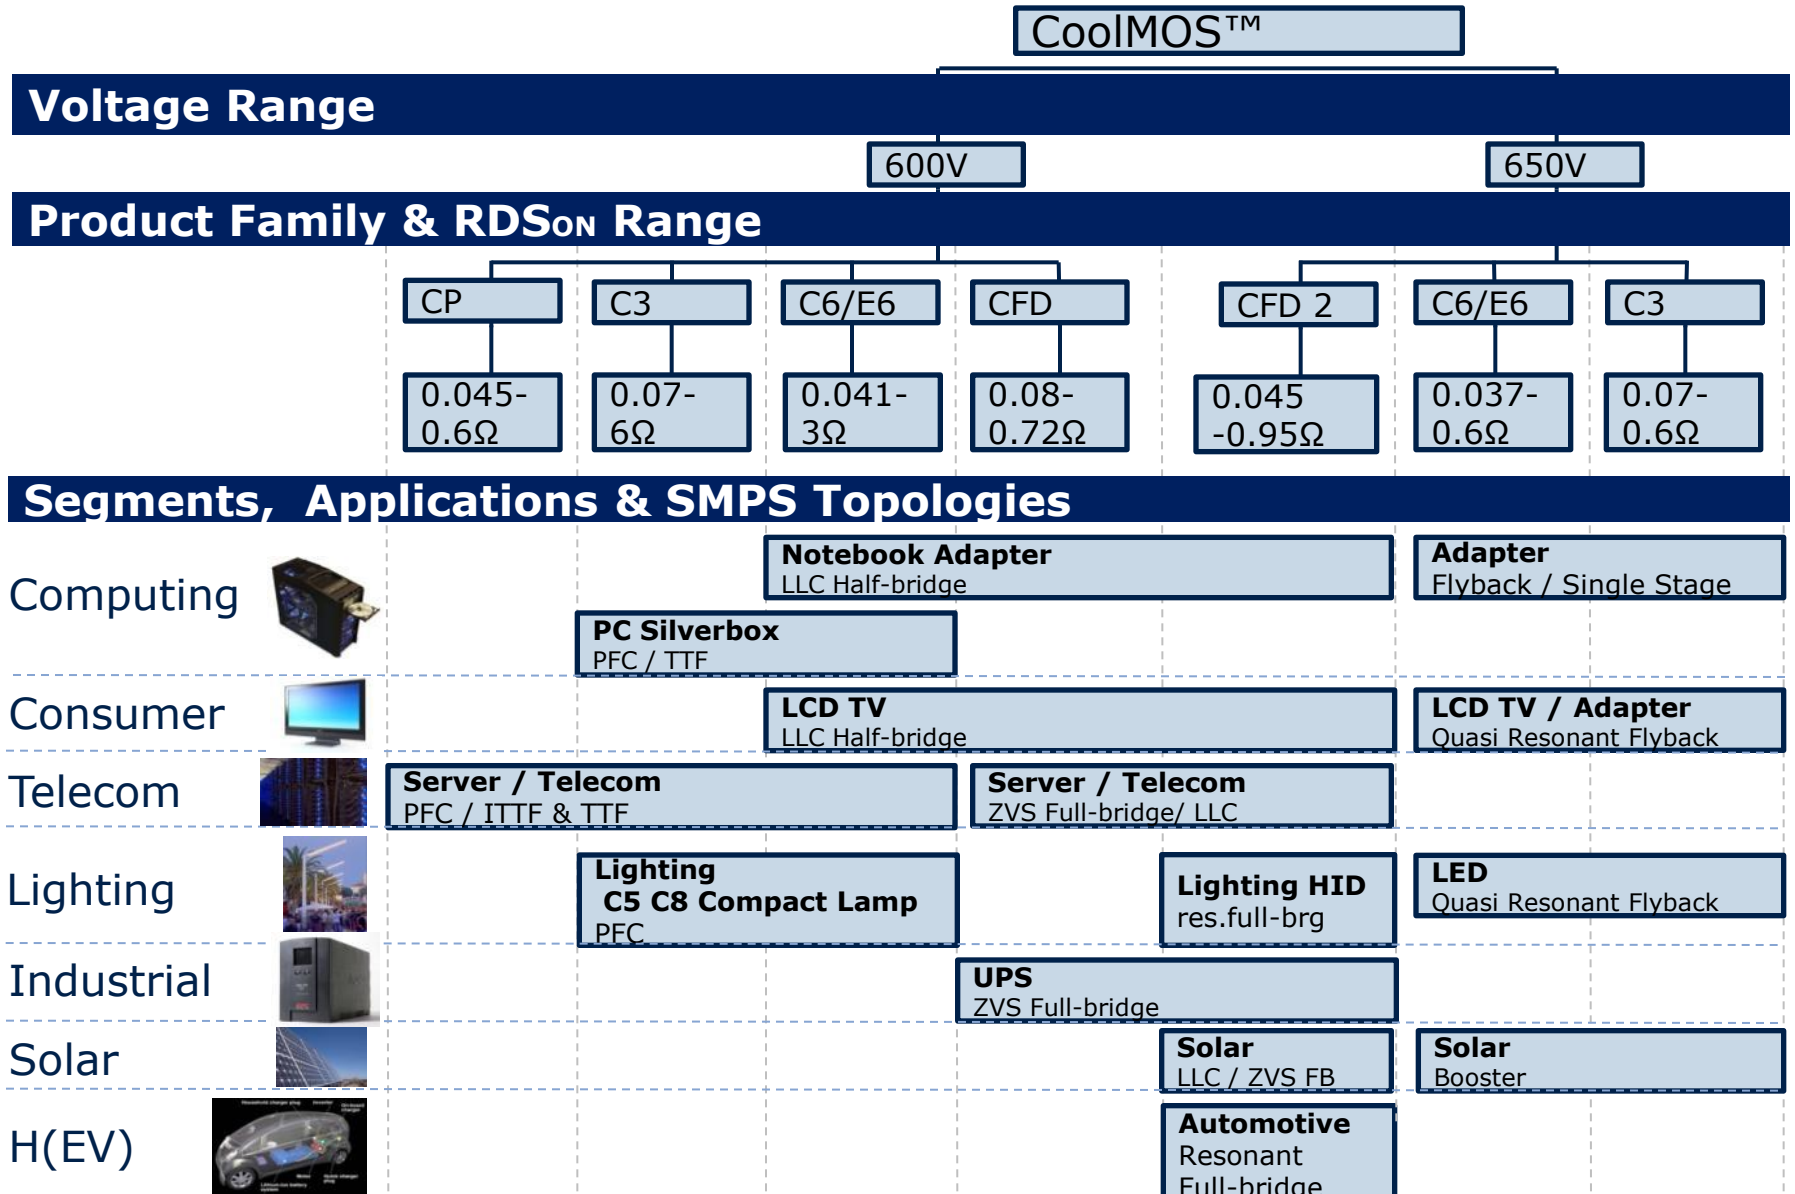 CoolMOS™
Voltage Range
600V
650V
Product Family & RDSON Range
CP
C3
C6/E6
CFD
CFD 2
C6/E6
C3
0.045-
0.6Ω
0.07-
6Ω
0.041-
3Ω
0.08-
0.72Ω
0.045
-0.95Ω
0.037-
0.6Ω
0.07-
0.6Ω
Segments, Applications & SMPS Topologies
Computing
Notebook Adapter
LLC Half-bridge
Adapter
Flyback / Single Stage
PC Silverbox
PFC / TTF
Consumer
LCD TV
LLC Half-bridge
LCD TV / Adapter
Quasi Resonant Flyback
Telecom
Server / Telecom
PFC / ITTF & TTF
Server / Telecom
ZVS Full-bridge/ LLC
Lighting
Lighting
C5 C8 Compact Lamp
PFC
Lighting HID
res.full-brg
LED
Quasi Resonant Flyback
Industrial
UPS
ZVS Full-bridge
Solar
Solar
LLC / ZVS FB
Solar
Booster
H(EV)
Automotive
Resonant
Full-bridge